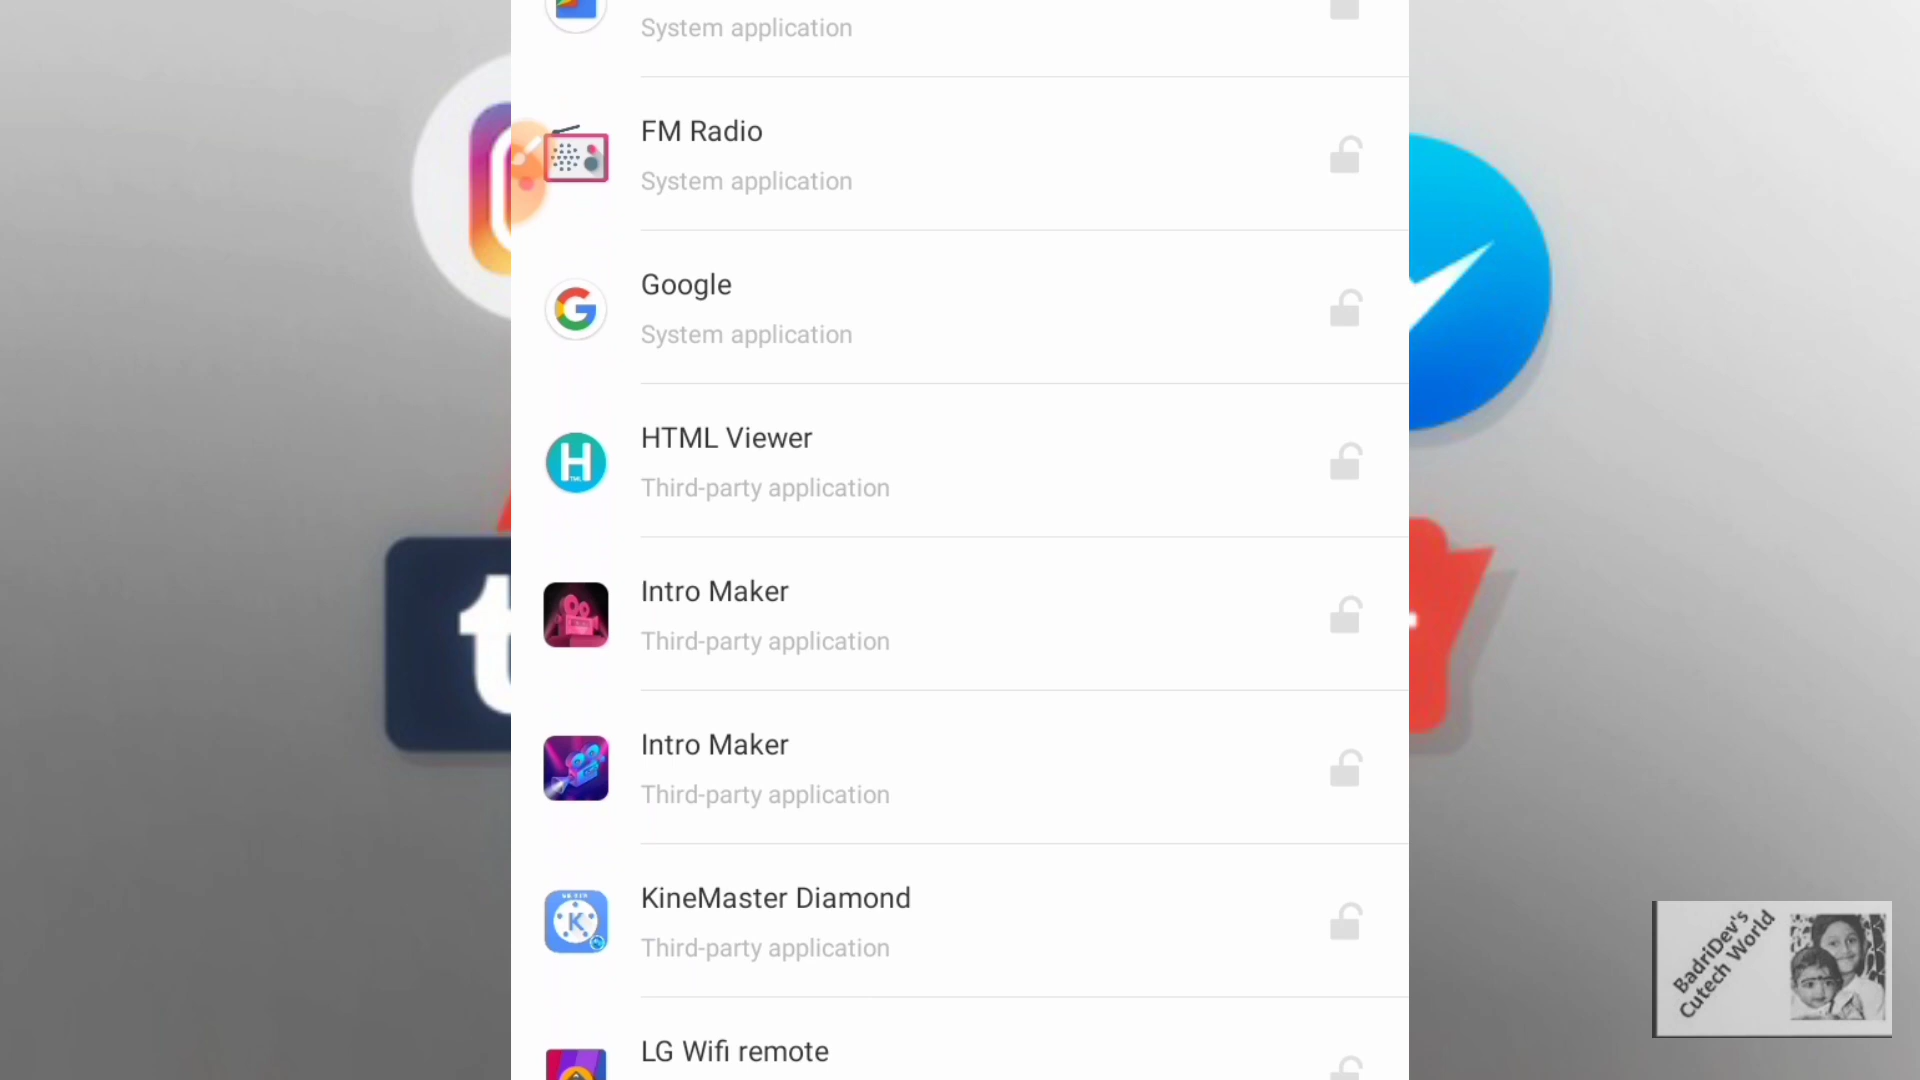 System application
FM Radio
System application
Google
System application
HTML Viewer
Third-party application
Intro Maker
Third-party application
Intro Maker
Third-party application
KineMaster Diamond
Third-party application
LG Wifi remote
BadriDev's
Cutech World